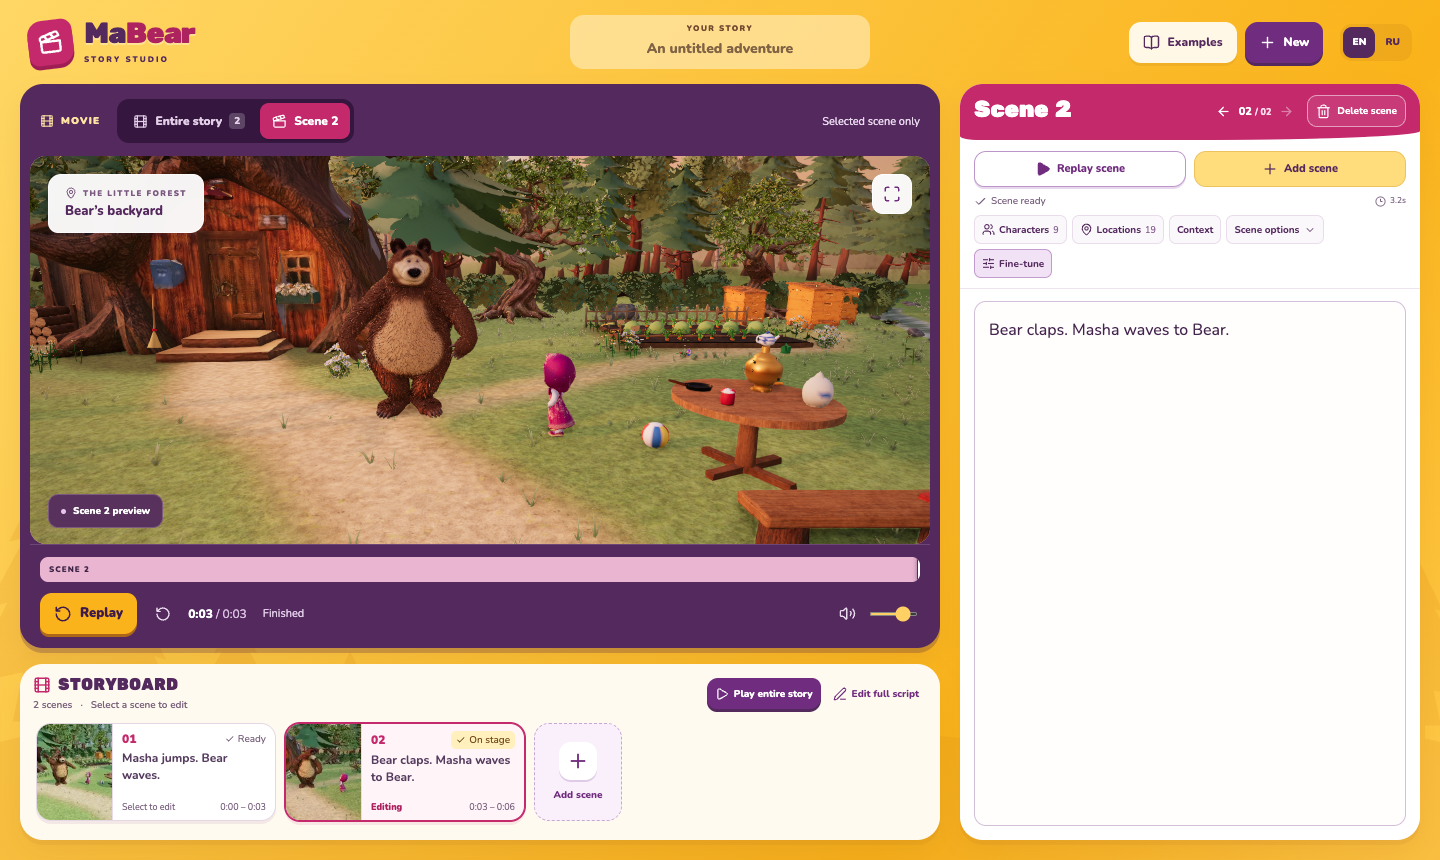 MaBear
STORY STUDIO
YOUR STORY
An untitled adventure
Examples
New
EN
RU
MOVIE
Entire story 2
Scene 2
Selected scene only
THE LITTLE FOREST
Bear's backyard
Scene 2 preview
SCENE 2
Replay
0:03 / 0:03
Finished
STORYBOARD
2 scenes · Select a scene to edit
Play entire story
Edit full script
01
Ready
Masha jumps. Bear
waves.
Select to edit
0:00 – 0:03
02
On stage
Bear claps. Masha waves
to Bear.
Editing
0:03 – 0:06
Add scene
Scene 2
02 / 02
Delete scene
Replay scene
Add scene
Scene ready
3.2s
Characters 9
Locations 19
Context
Scene options
Fine-tune
Bear claps. Masha waves to Bear.